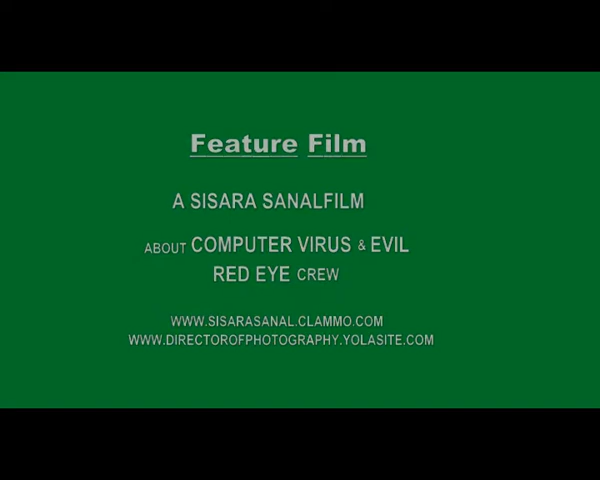 Feature Film
A SISARA SANALFILM
ABOUT COMPUTER VIRUS & EVIL
RED EYE CREW
WWW.SISARASANAL.CLAMMO.COM
WWW.DIRECTOROFPHOTOGRAPHY.YOLASITE.COM